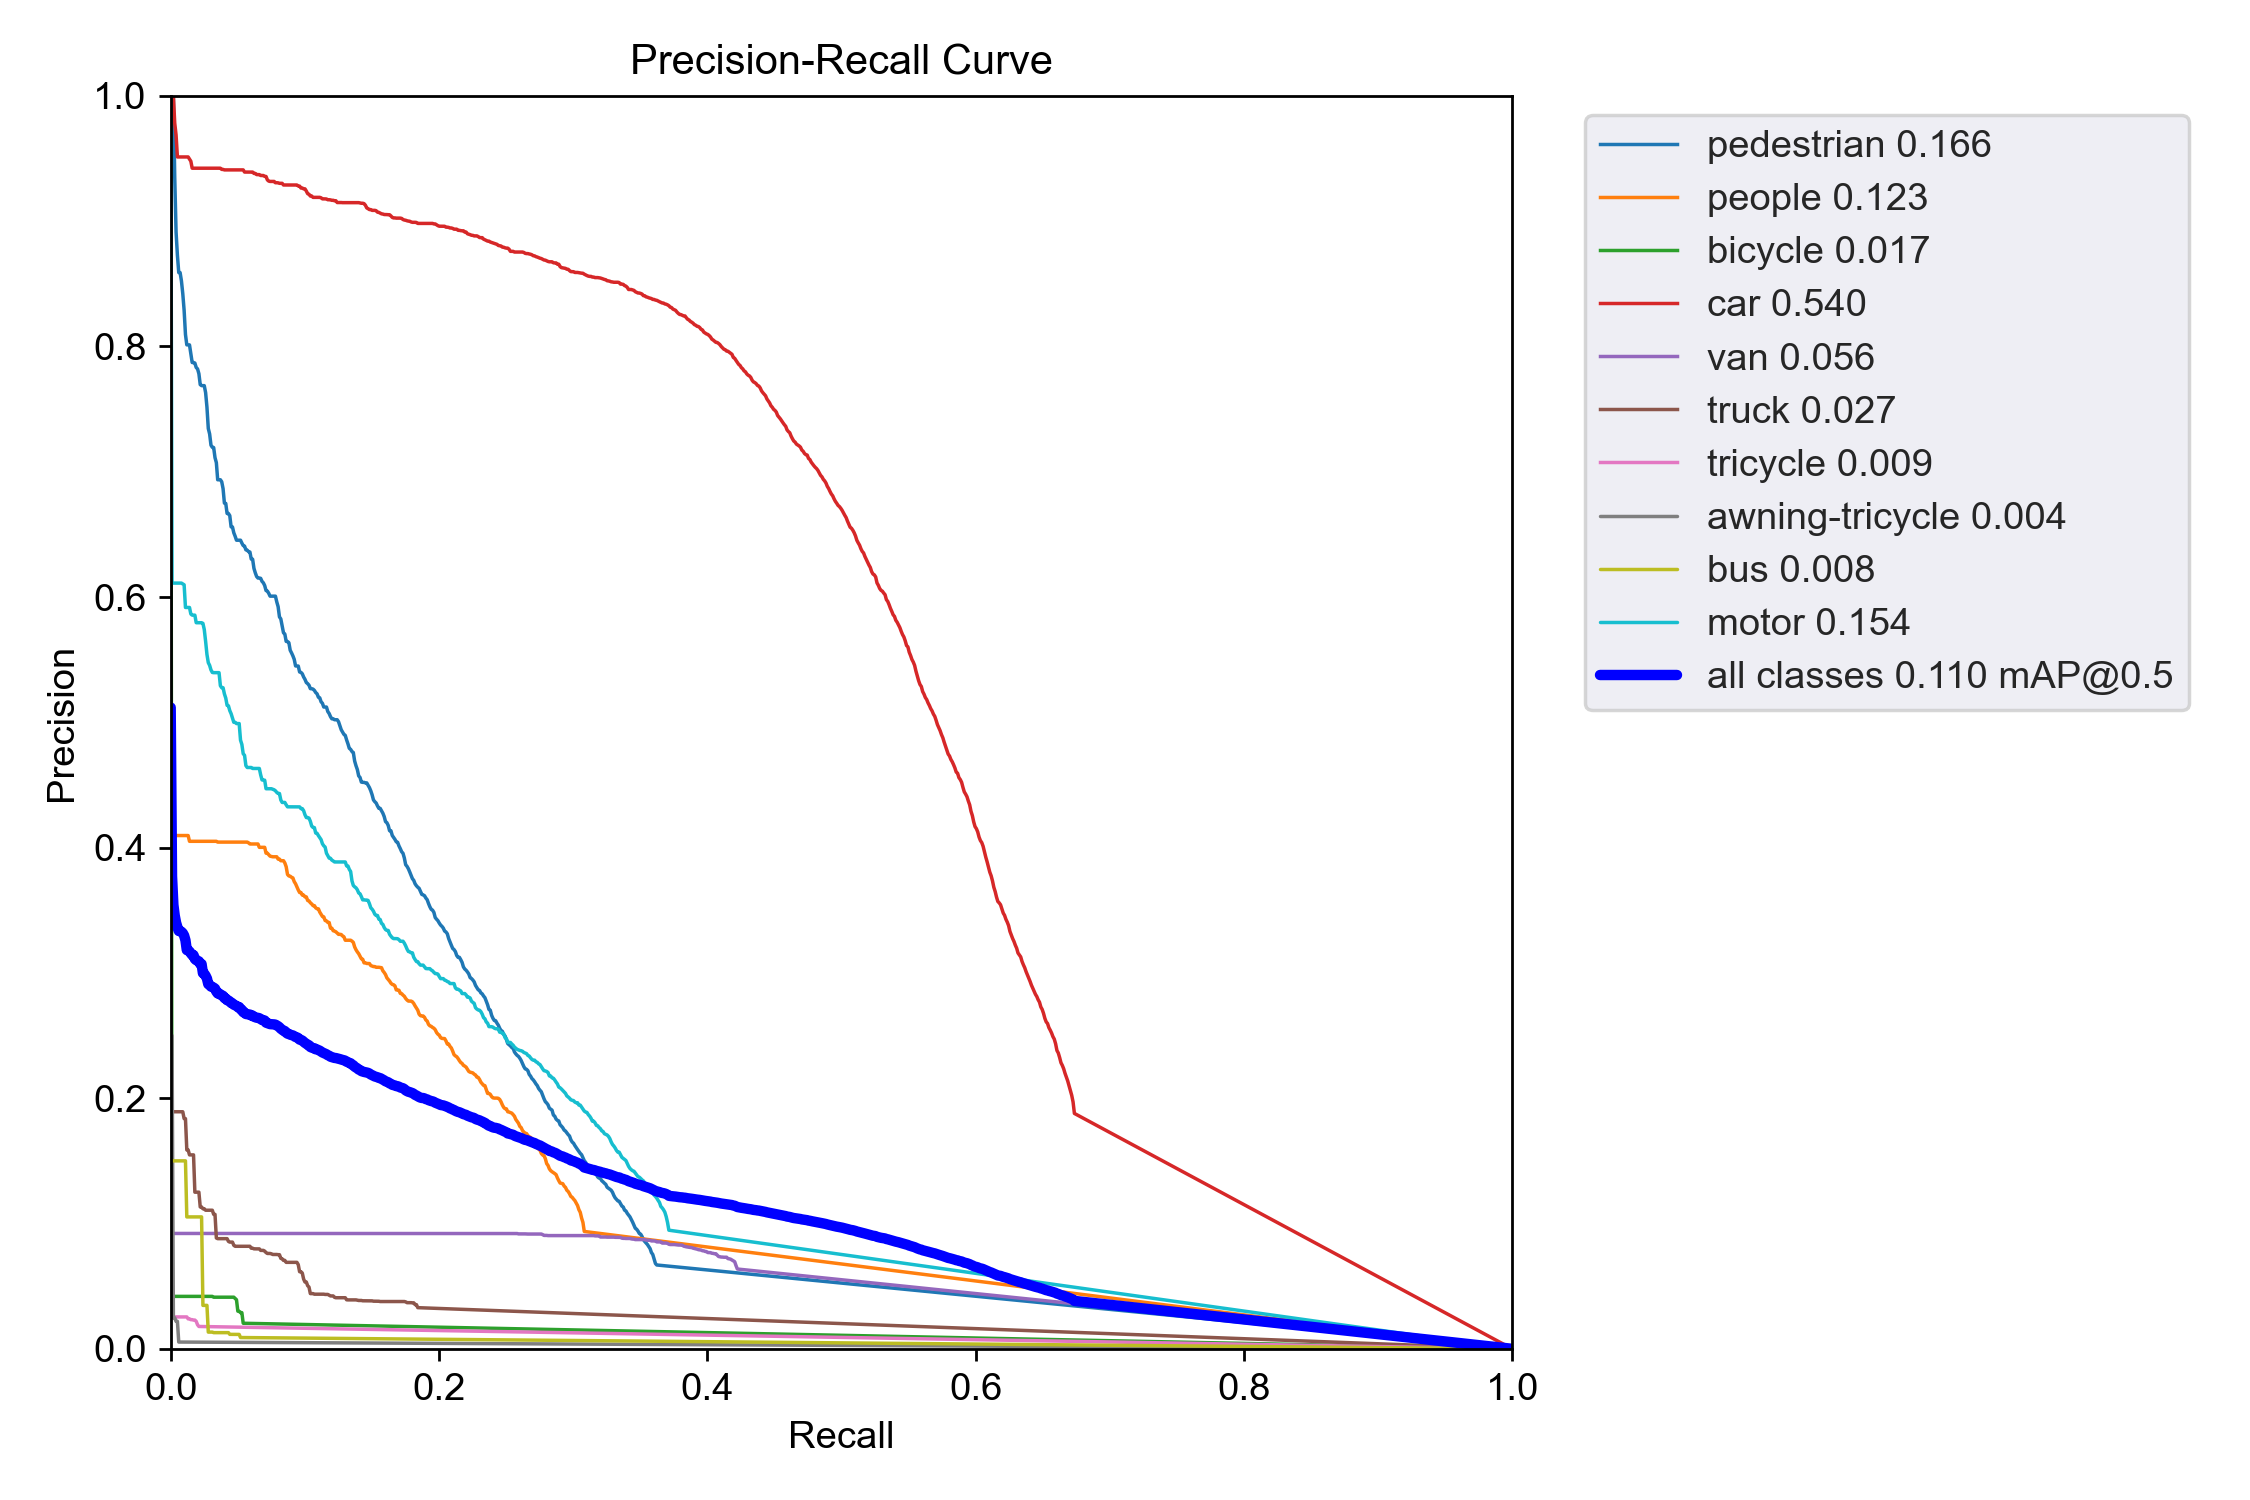 Precision-Recall Curve
1.0
0.8
0.6
0.4
0.2
0.0
Precision
0.0 0.2 0.4 0.6 0.8 1.0
Recall
pedestrian 0.166
people 0.123
bicycle 0.017
car 0.540
van 0.056
truck 0.027
tricycle 0.009
awning-tricycle 0.004
bus 0.008
motor 0.154
all classes 0.110 mAP@0.5